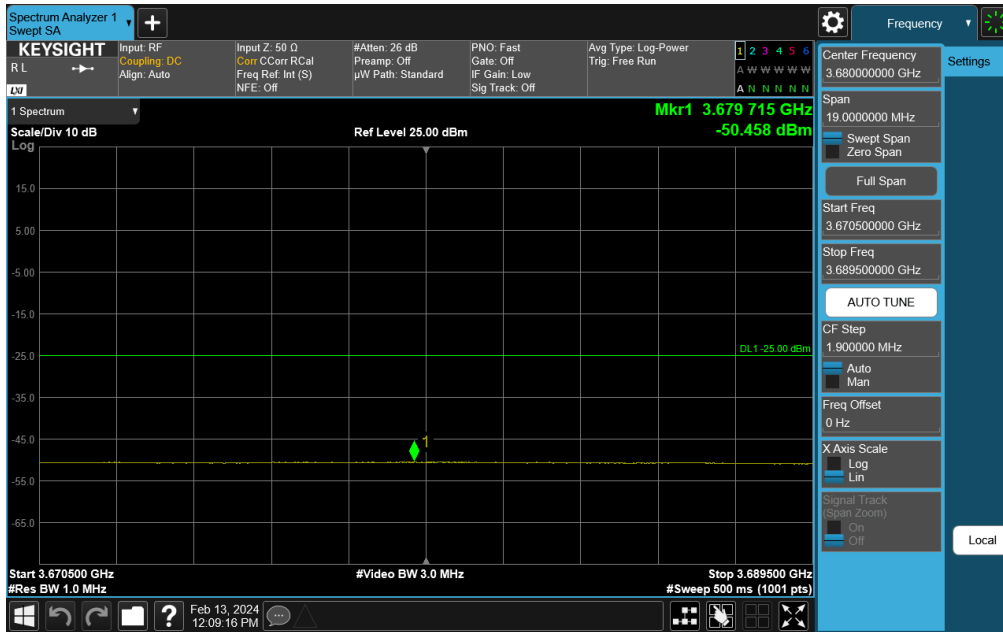 Spectrum Analyzer 1
Swept SA
Frequency
KEYSIGHT
R L
LXI
Input: RF
Coupling: DC
Align: Auto
Input Z: 50 Ω
Corr CCorr RCal
Freq Ref: Int (S)
NFE: Off
#Atten: 26 dB
Preamp: Off
µW Path: Standard
PNO: Fast
Gate: Off
IF Gain: Low
Sig Track: Off
Avg Type: Log-Power
Trig: Free Run
1 2 3 4 5 6
A W W W W W
A N N N N N
1 Spectrum
Mkr1 3.679 715 GHz
-50.458 dBm
Scale/Div 10 dB
Ref Level 25.00 dBm
Log
15.0
5.00
-5.00
-15.0
-25.0
-35.0
-45.0
-55.0
-65.0
DL1 -25.00 dBm
1
Start 3.670500 GHz
#Res BW 1.0 MHz
#Video BW 3.0 MHz
Stop 3.689500 GHz
#Sweep 500 ms (1001 pts)
Feb 13, 2024
12:09:16 PM
Center Frequency
3.680000000 GHz
Span
19.0000000 MHz
Swept Span
Zero Span
Full Span
Start Freq
3.670500000 GHz
Stop Freq
3.689500000 GHz
AUTO TUNE
CF Step
1.900000 MHz
Auto
Man
Freq Offset
0 Hz
X Axis Scale
Log
Lin
Signal Track
(Span Zoom)
On
Off
Settings
Local